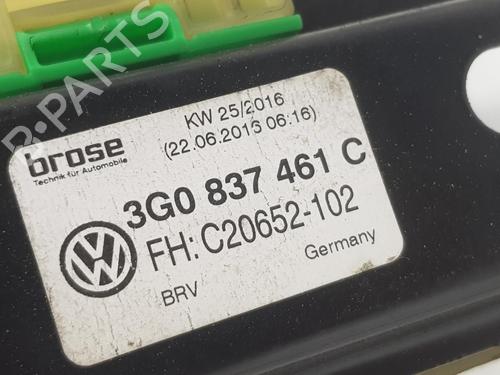 KW 25/2016
(22.06.2016 06:16)
brose
Technik für Automobile
3G0 837 461 C
FH: C20652-102
BRV
Germany
B-PARTS